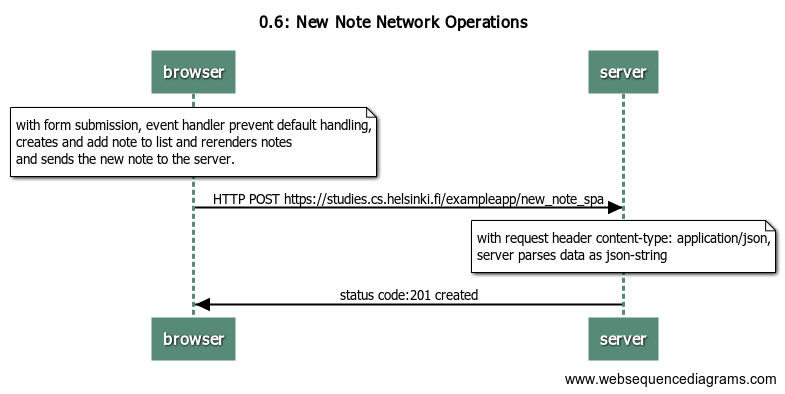 0.6: New Note Network Operations
browser
server
with form submission, event handler prevent default handling,
creates and add note to list and rerenders notes
and sends the new note to the server.
HTTP POST https://studies.cs.helsinki.fi/exampleapp/new_note_spa
with request header content-type: application/json,
server parses data as json-string
status code:201 created
browser
server
www.websequencediagrams.com